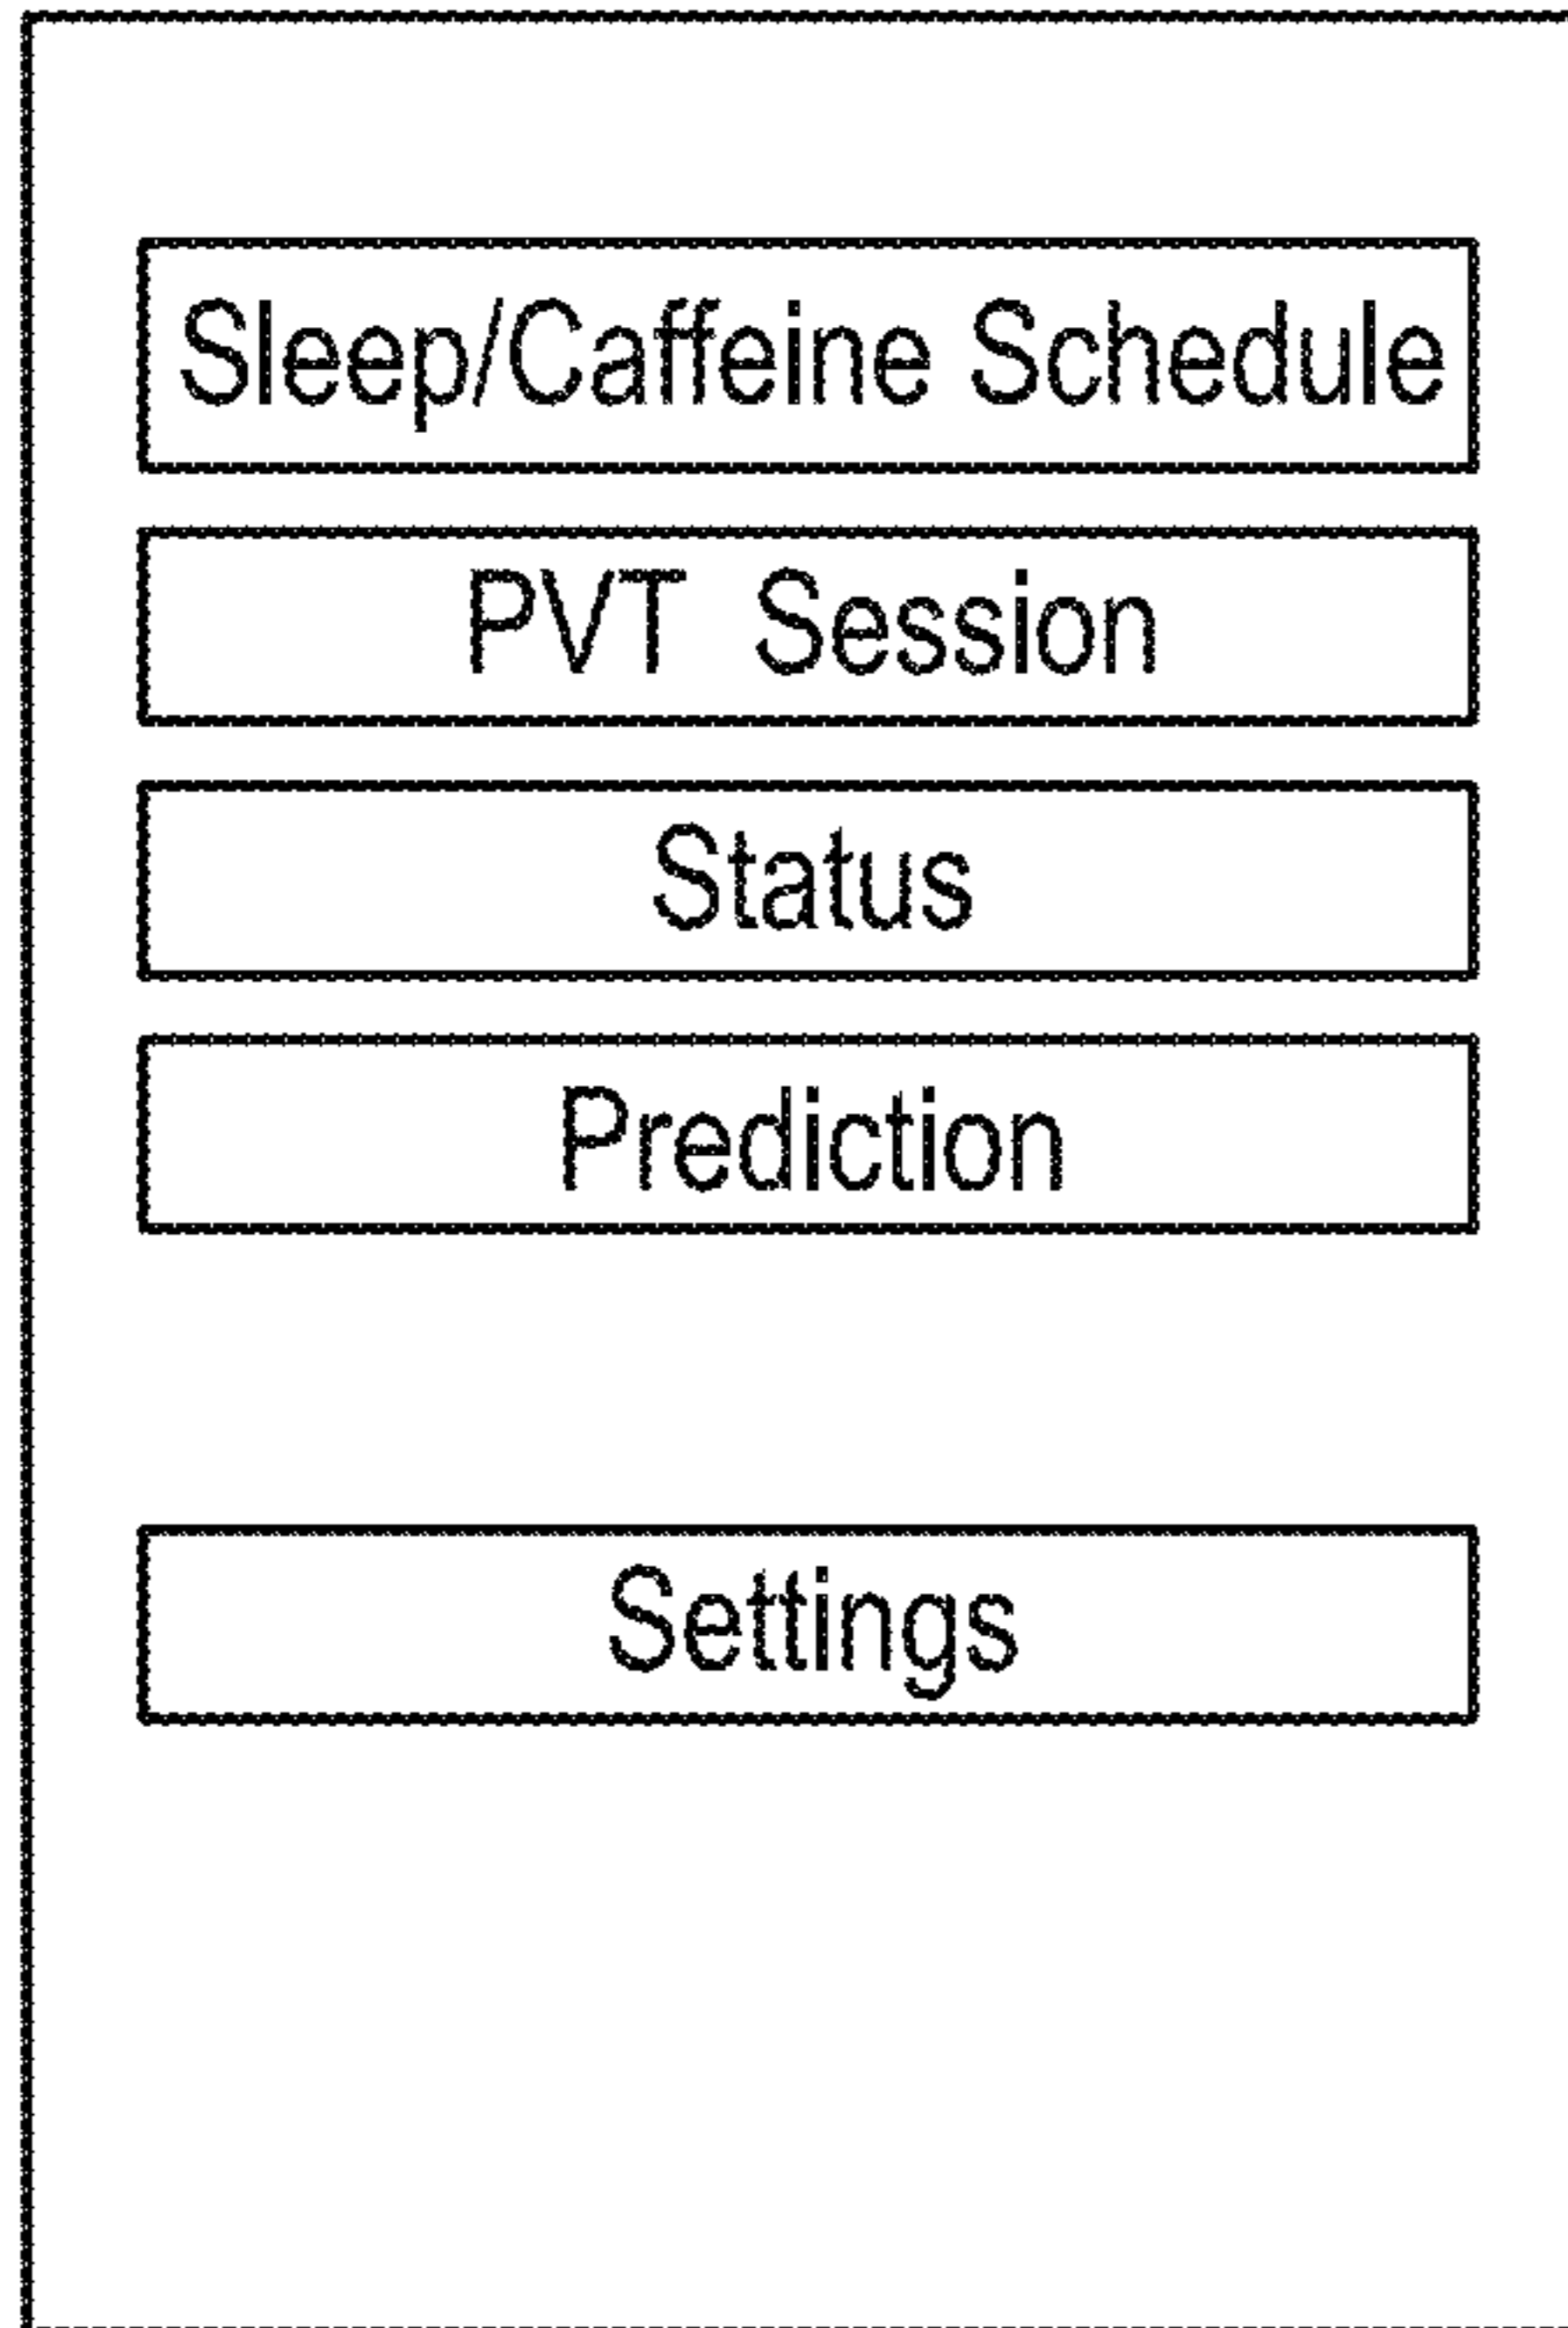 Sleep/Caffeine Schedule
PVT Session
Status
Prediction
Settings